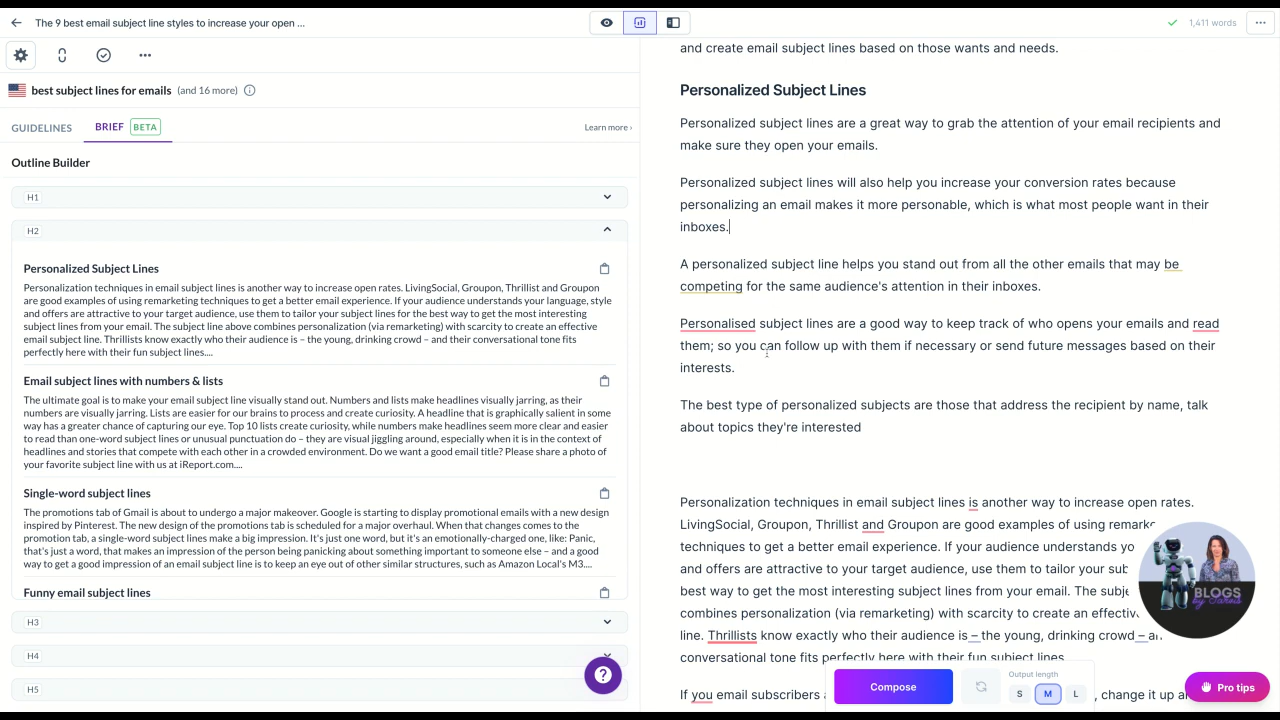 The 9 best email subject line styles to increase your open ...
1,411 words
best subject lines for emails (and 16 more)
GUIDELINES
BRIEF BETA
Learn more ›
Outline Builder
H1
H2
Personalized Subject Lines
Personalization techniques in email subject lines is another way to increase open rates. LivingSocial, Groupon, Thrillist and Groupon
are good examples of using remarketing techniques to get a better email experience. If your audience understands your language, style
and offers are attractive to your target audience, use them to tailor your subject lines for the best way to get the most interesting
subject lines from your email. The subject line above combines personalization (via remarketing) with scarcity to create an effective
email subject line. Thrillists know exactly who their audience is – the young, drinking crowd – and their conversational tone fits
perfectly here with their fun subject lines....
Email subject lines with numbers & lists
The ultimate goal is to make your email subject line visually stand out. Numbers and lists make headlines visually jarring, as their
numbers are visually jarring. Lists are easier for our brains to process and create curiosity. A headline that is graphically salient in some
way has a greater chance of capturing our eye. Top 10 lists create curiosity, while numbers make headlines seem more clear and easier
to read than one-word subject lines or unusual punctuation do – they are visual jiggling around, especially when it is in the context of
headlines and stories that compete with each other in a crowded environment. Do we want a good email title? Please share a photo of
your favorite subject line with us at iReport.com....
Single-word subject lines
The promotions tab of Gmail is about to undergo a major makeover. Google is starting to display promotional emails with a new design
inspired by Pinterest. The new design of the promotions tab is scheduled for a major overhaul. When that changes comes to the
promotion tab, a single-word subject lines make a big impression. It's just one word, but it's an emotionally-charged one, like: Panic,
that's just a word, that makes an impression of the person being panicking about something important to someone else – and a good
way to get a good impression of an email subject line is to keep an eye out of other similar structures, such as Amazon Local's M3....
Funny email subject lines
H3
H4
H5
and create email subject lines based on those wants and needs.
Personalized Subject Lines
Personalized subject lines are a great way to grab the attention of your email recipients and
make sure they open your emails.
Personalized subject lines will also help you increase your conversion rates because
personalizing an email makes it more personable, which is what most people want in their
inboxes.
A personalized subject line helps you stand out from all the other emails that may be
competing for the same audience's attention in their inboxes.
Personalised subject lines are a good way to keep track of who opens your emails and read
them; so you can follow up with them if necessary or send future messages based on their
interests.
The best type of personalized subjects are those that address the recipient by name, talk
about topics they're interested
Personalization techniques in email subject lines is another way to increase open rates.
LivingSocial, Groupon, Thrillist and Groupon are good examples of using remarke
techniques to get a better email experience. If your audience understands yo
and offers are attractive to your target audience, use them to tailor your sub
best way to get the most interesting subject lines from your email. The subje
combines personalization (via remarketing) with scarcity to create an effectiv
line. Thrillists know exactly who their audience is – the young, drinking crowd – an
conversational tone fits perfectly here with their fun subject lines.
If you email subscribers
, change it up
BLOGS
by Jarvis
Compose
Output length
S M L
Pro tips